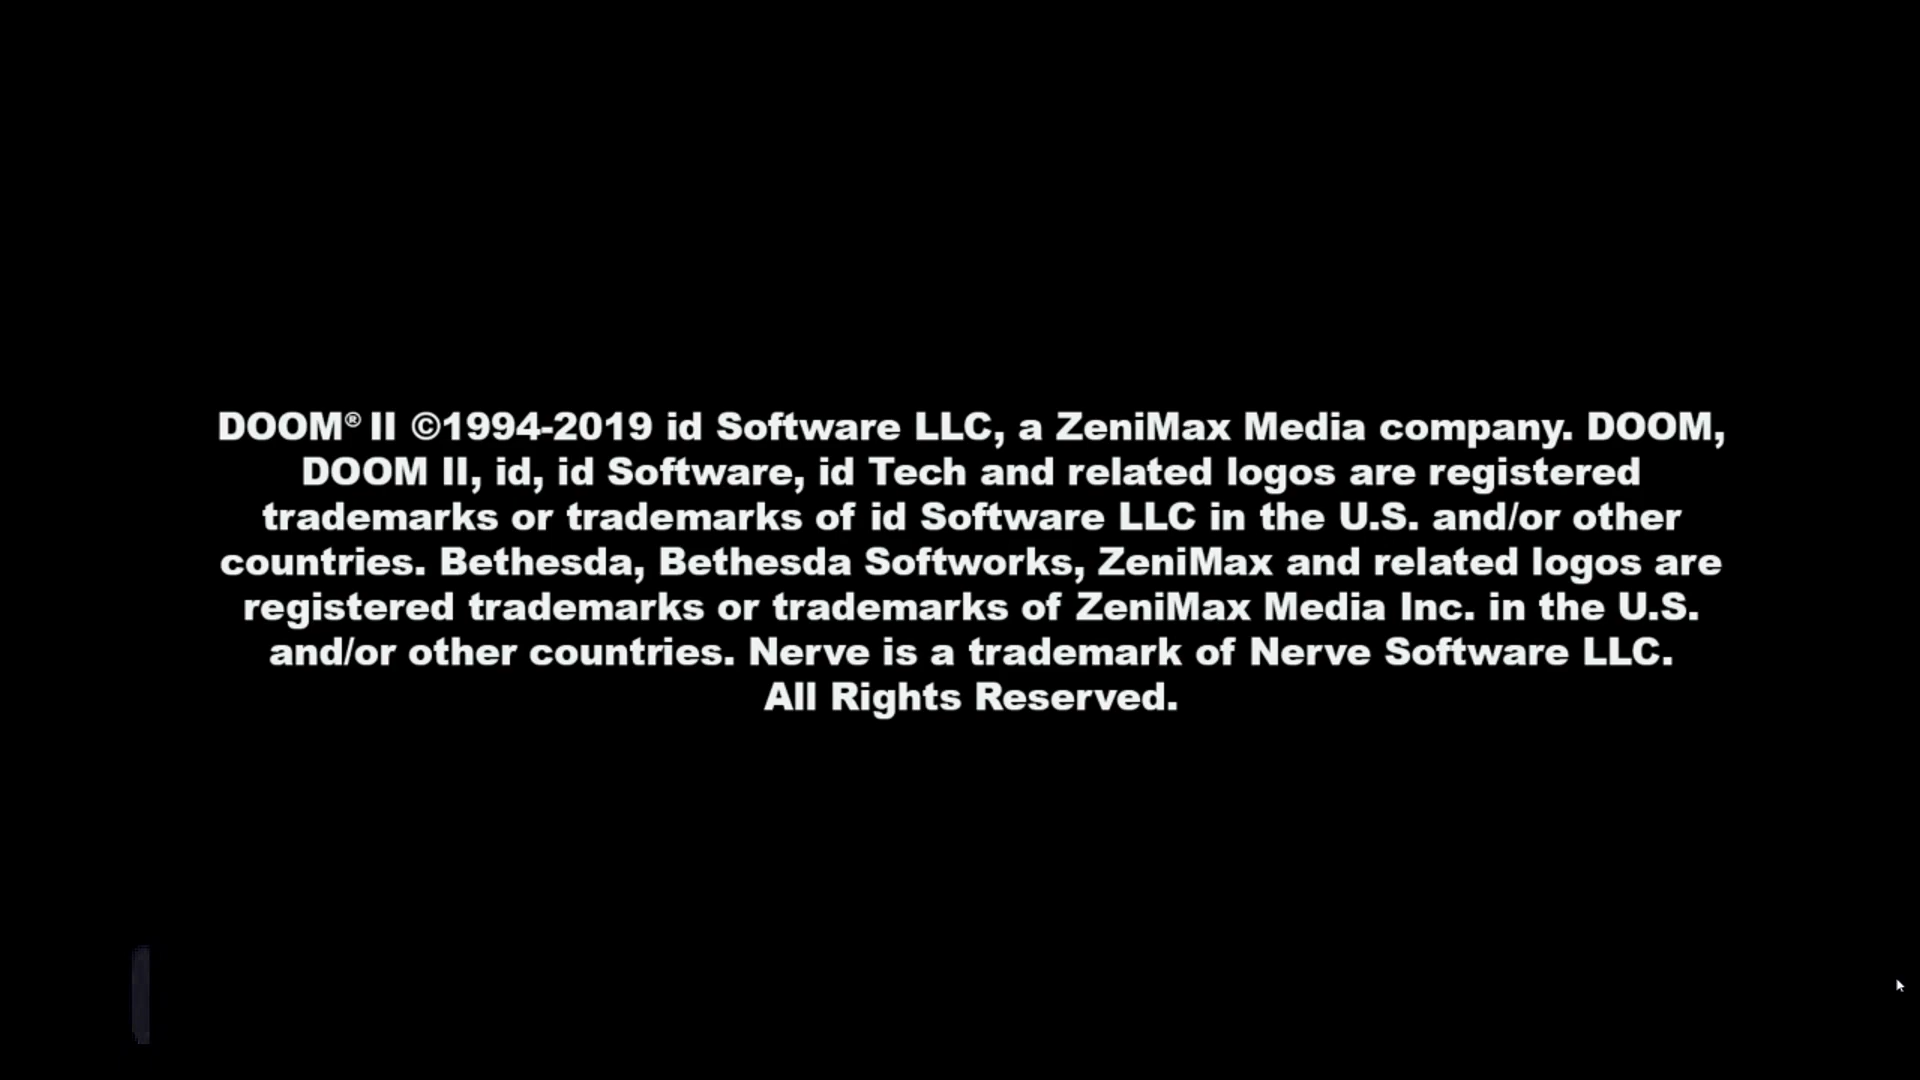 DOOM® II ©1994-2019 id Software LLC, a ZeniMax Media company. DOOM,
DOOM II, id, id Software, id Tech and related logos are registered
trademarks or trademarks of id Software LLC in the U.S. and/or other
countries. Bethesda, Bethesda Softworks, ZeniMax and related logos are
registered trademarks or trademarks of ZeniMax Media Inc. in the U.S.
and/or other countries. Nerve is a trademark of Nerve Software LLC.
All Rights Reserved.